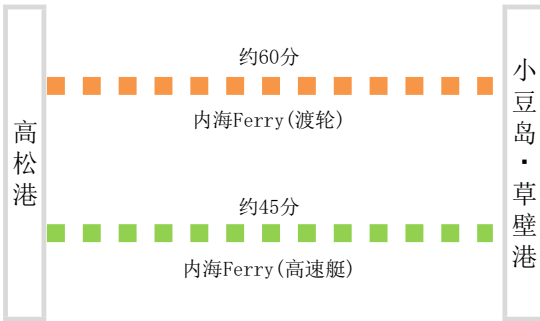 高松港
约60分
内海Ferry(渡轮)
约45分
内海Ferry(高速艇)
小豆岛·草壁港